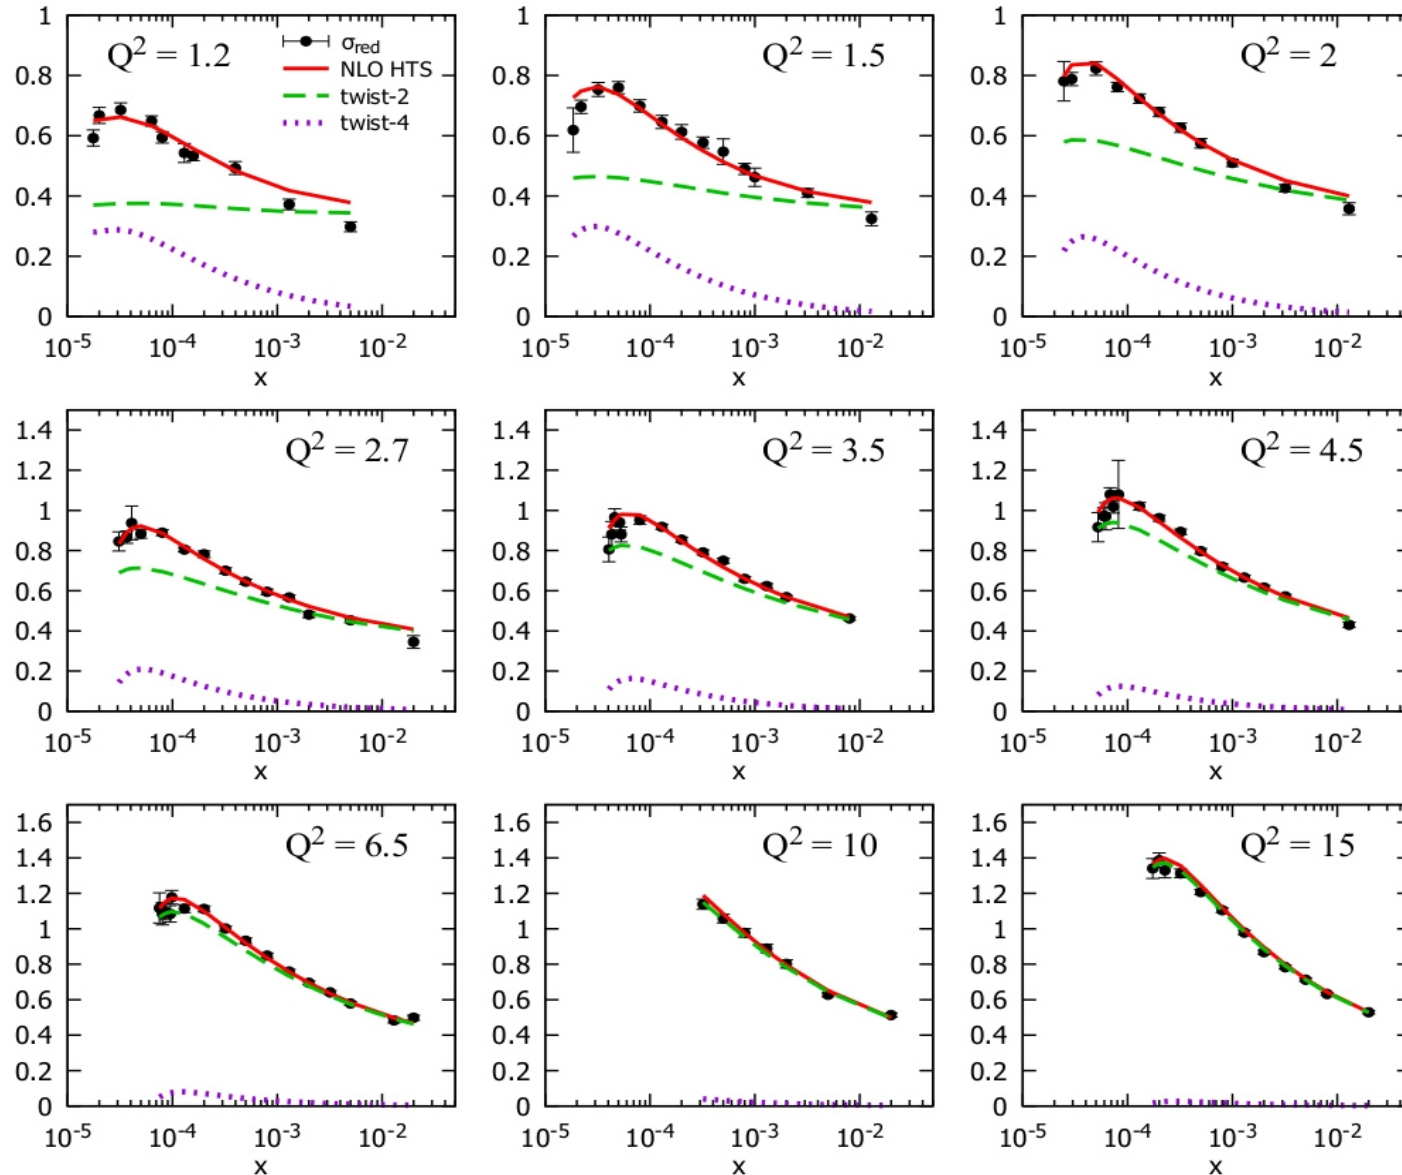 Q² = 1.2
σred
NLO HTS
twist-2
twist-4
1
0.8
0.6
0.4
0.2
0
10⁻⁵ 10⁻⁴ 10⁻³ 10⁻²
x
Q² = 1.5
1
0.8
0.6
0.4
0.2
0
10⁻⁵ 10⁻⁴ 10⁻³ 10⁻²
x
Q² = 2
1
0.8
0.6
0.4
0.2
0
10⁻⁵ 10⁻⁴ 10⁻³ 10⁻²
x
Q² = 2.7
1.4
1.2
1
0.8
0.6
0.4
0.2
0
10⁻⁵ 10⁻⁴ 10⁻³ 10⁻²
x
Q² = 3.5
1.4
1.2
1
0.8
0.6
0.4
0.2
0
10⁻⁵ 10⁻⁴ 10⁻³ 10⁻²
x
Q² = 4.5
1.4
1.2
1
0.8
0.6
0.4
0.2
0
10⁻⁵ 10⁻⁴ 10⁻³ 10⁻²
x
Q² = 6.5
1.6
1.4
1.2
1
0.8
0.6
0.4
0.2
0
10⁻⁵ 10⁻⁴ 10⁻³ 10⁻²
x
Q² = 10
1.6
1.4
1.2
1
0.8
0.6
0.4
0.2
0
10⁻⁵ 10⁻⁴ 10⁻³ 10⁻²
x
Q² = 15
1.6
1.4
1.2
1
0.8
0.6
0.4
0.2
0
10⁻⁵ 10⁻⁴ 10⁻³ 10⁻²
x